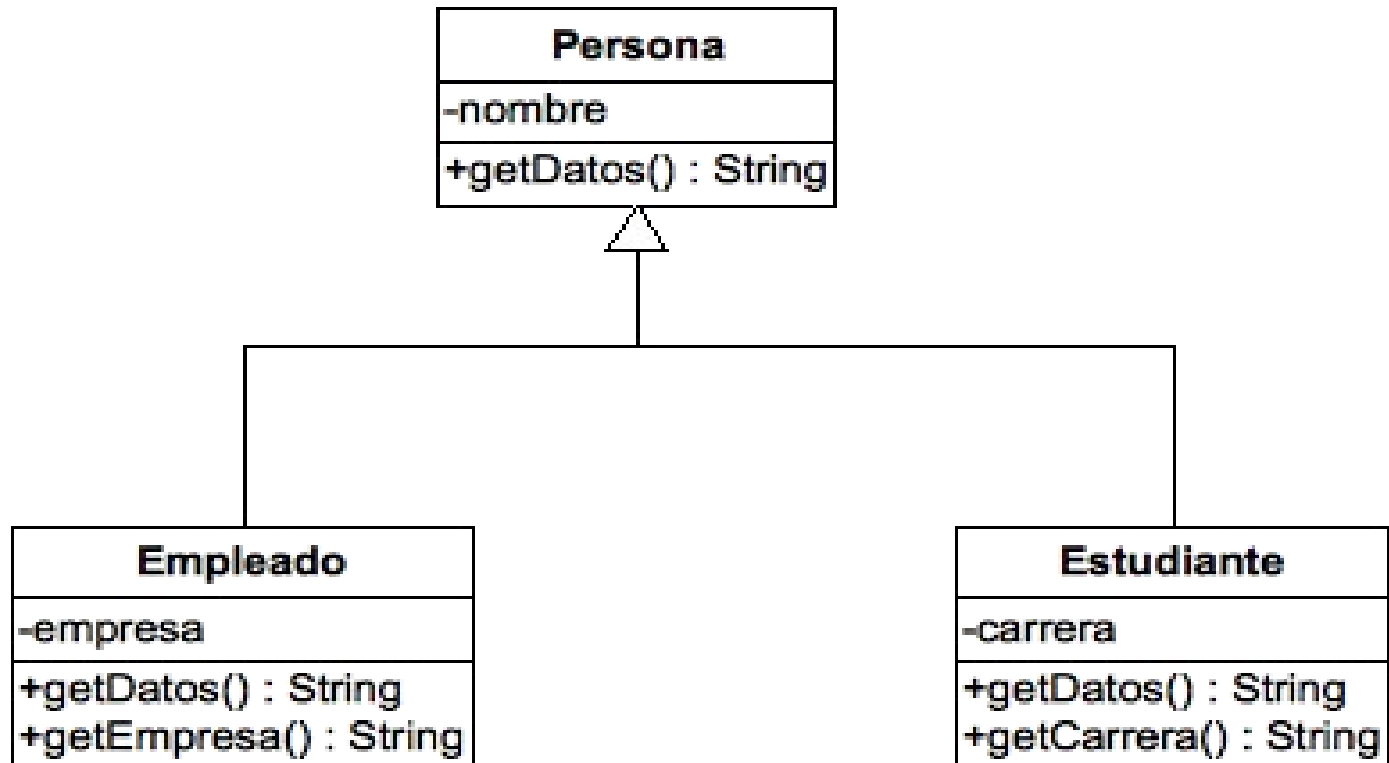 Persona
-nombre
+getDatos() : String
Empleado
-empresa
+getDatos() : String
+getEmpresa() : String
Estudiante
-carrera
+getDatos() : String
+getCarrera() : String